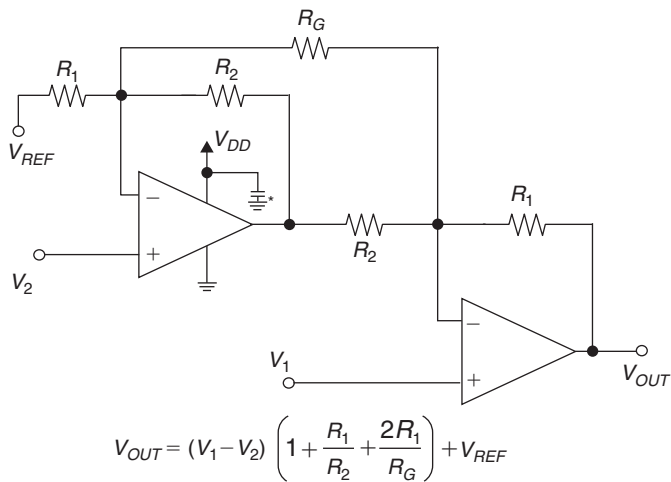 R_G
R_1
R_2
V_REF
V_DD
*
−
+
V_2
R_2
R_1
−
+
V_1
V_OUT
V_OUT = (V_1 − V_2) (1 + R_1/R_2 + 2R_1/R_G) + V_REF